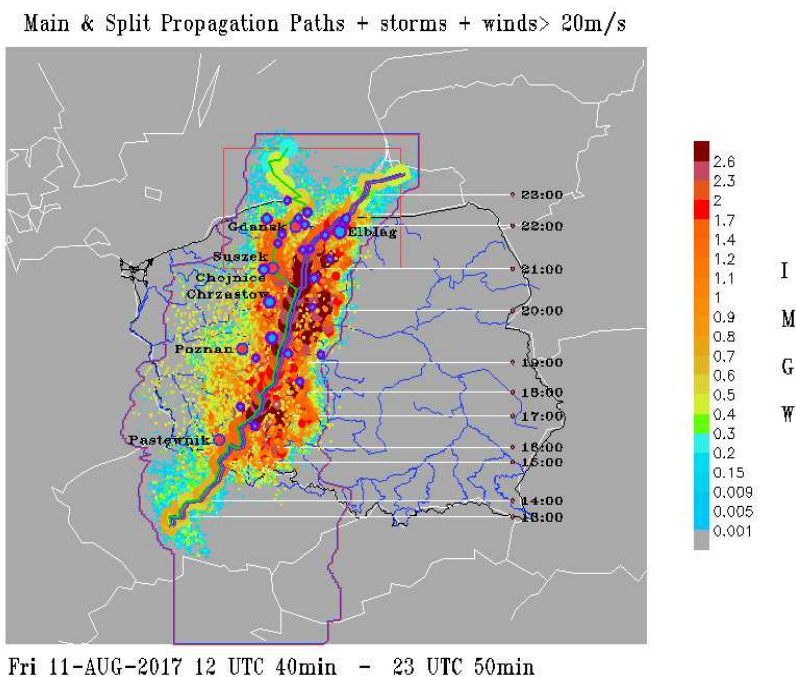 Main & Split Propagation Paths + storms + winds> 20m/s
23:00
Gdańsk
22:00
Elbląg
Suszek
21:00
Chojnice
Chrząstow
20:00
Poznan
19:00
18:00
17:00
Pastewnik
16:00
15:00
14:00
13:00
2.6
2.3
2
1.7
1.4
1.2
1.1
1
0.9
0.8
0.7
0.6
0.5
0.4
0.3
0.2
0.15
0.009
0.005
0.001
I
M
G
W
Fri 11-AUG-2017 12 UTC 40min - 23 UTC 50min